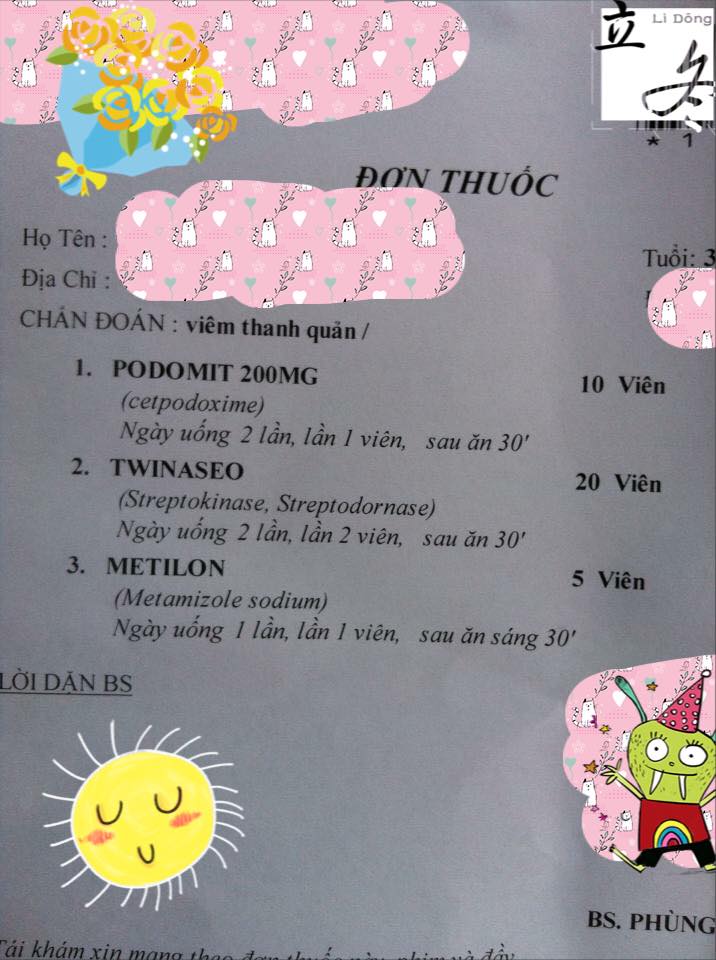 立冬
Li Dōng
* 1
ĐƠN THUỐC
Họ Tên :
Tuổi: 3
Địa Chỉ :
CHẨN ĐOÁN : viêm thanh quản /
1. PODOMIT 200MG 10 Viên
(cetpodoxime)
Ngày uống 2 lần, lần 1 viên, sau ăn 30'
2. TWINASEO 20 Viên
(Streptokinase, Streptodornase)
Ngày uống 2 lần, lần 2 viên, sau ăn 30'
3. METILON 5 Viên
(Metamizole sodium)
Ngày uống 1 lần, lần 1 viên, sau ăn sáng 30'
LỜI DẶN BS
BS. PHÙNG
Tái khám xin mang theo đơn thuốc này, phim và đầy